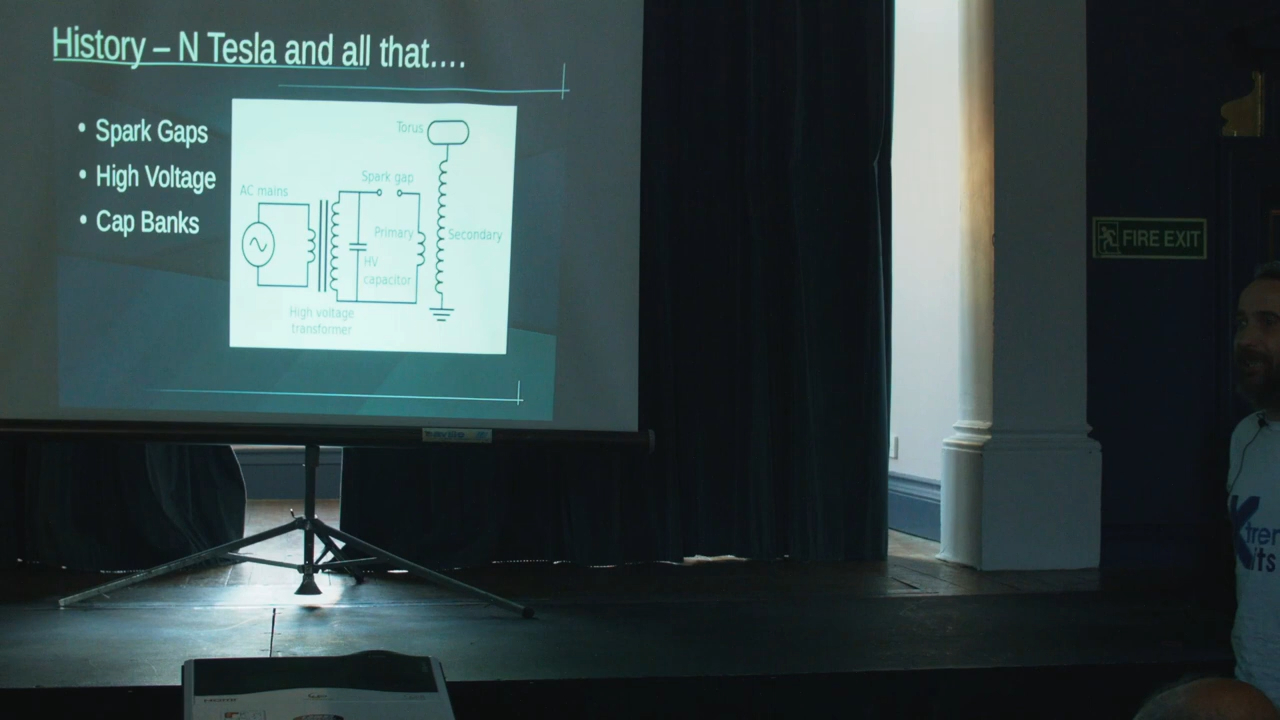 History – N Tesla and all that....
• Spark Gaps
• High Voltage
• Cap Banks
Torus
Spark gap
AC mains
Primary
Secondary
HV
capacitor
High voltage
transformer
FIRE EXIT